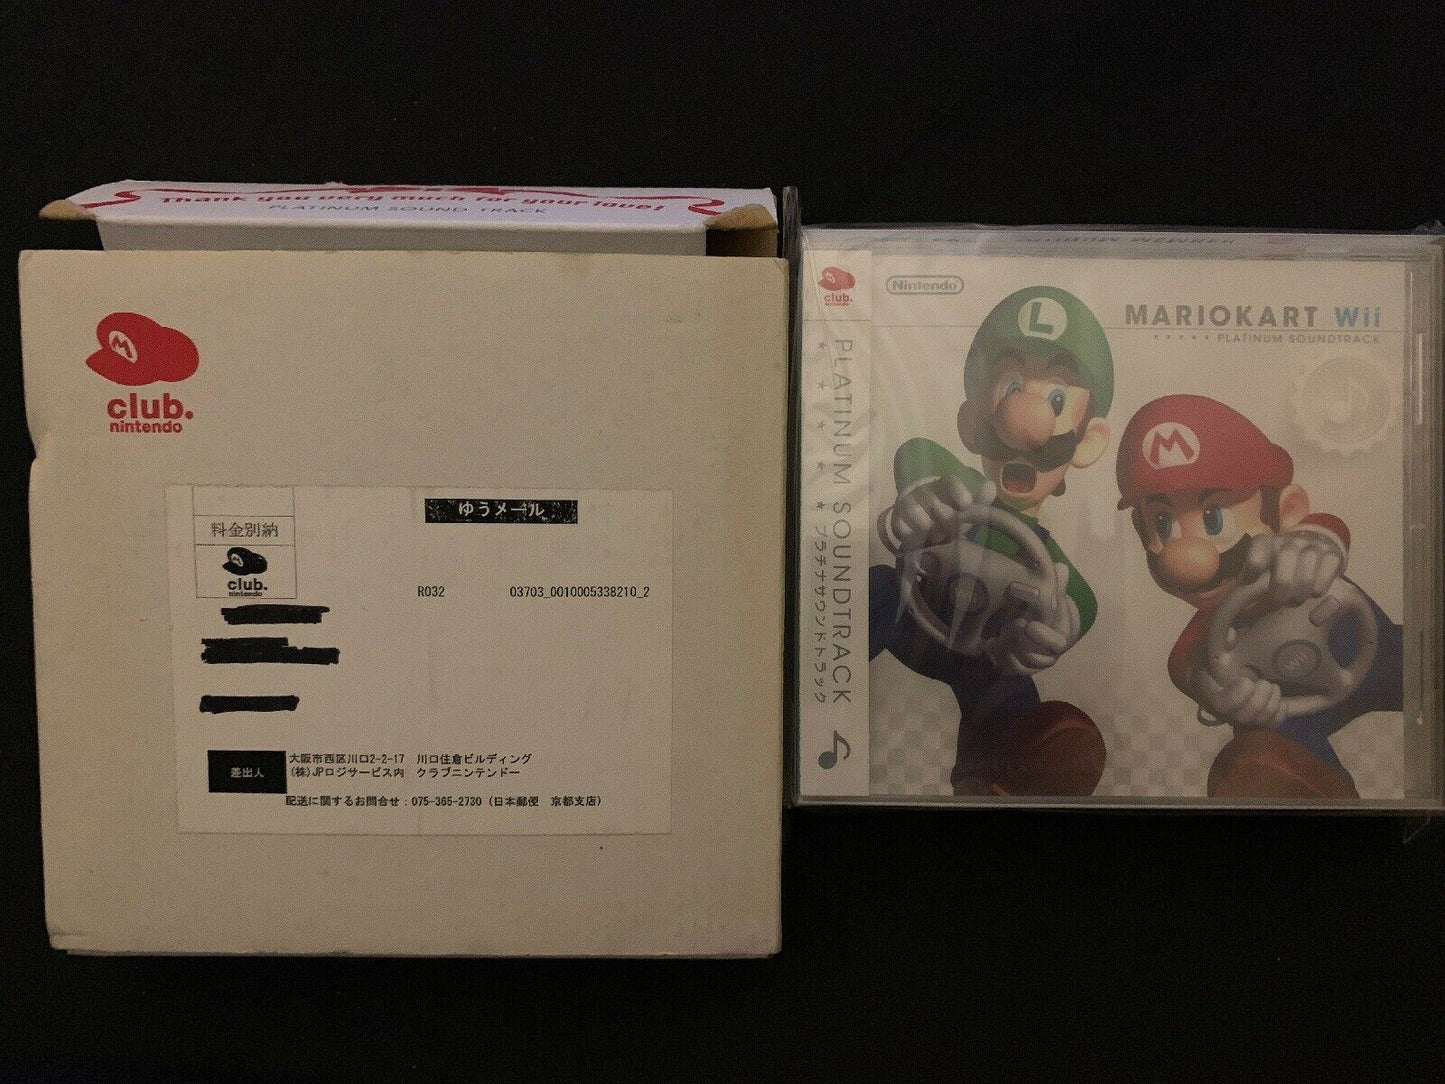 Thank you very much for your love!
PLATINUM SOUND TRACK
M
club.
nintendo
料金別納
club.
nintendo
ゆうメール
R032 03703_0010005338210_2
差出人
大阪市西区川口2-2-17 川口住倉ビルディング
(株)JPロジサービス内 クラブニンテンドー
配送に関するお問合せ:075-365-2730(日本郵便 京都支店)
PLATINUM MEMBER
club.
nintendo
PLATINUM SOUNDTRACK
プラチナサウンドトラック
Nintendo
MARIOKART Wii
PLATINUM SOUNDTRACK
L
M
Wii